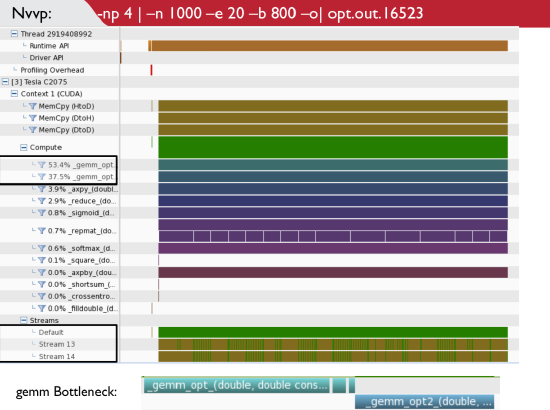 Nvvp: -np 4 | –n 1000 –e 20 –b 800 –o| opt.out.16523
Thread 2919408992
Runtime API
Driver API
Profiling Overhead
[3] Tesla C2075
Context 1 (CUDA)
MemCpy (HtoD)
MemCpy (DtoH)
MemCpy (DtoD)
Compute
53.4% _gemm_opt_
37.5% _gemm_opt_
3.9% _axpy_(doubl...
2.9% _reduce_(do...
0.8% _sigmoid_(d...
0.7% _repmat_(do...
0.6% _softmax_(d...
0.1% _square_(do...
0.0% _axpby_(dou...
0.0% _shortsum_(...
0.0% _crossentro...
0.0% _filldouble_(d...
Streams
Default
Stream 13
Stream 14
gemm Bottleneck:
_gemm_opt_(double, double cons...
_gemm_opt2_(double, ...